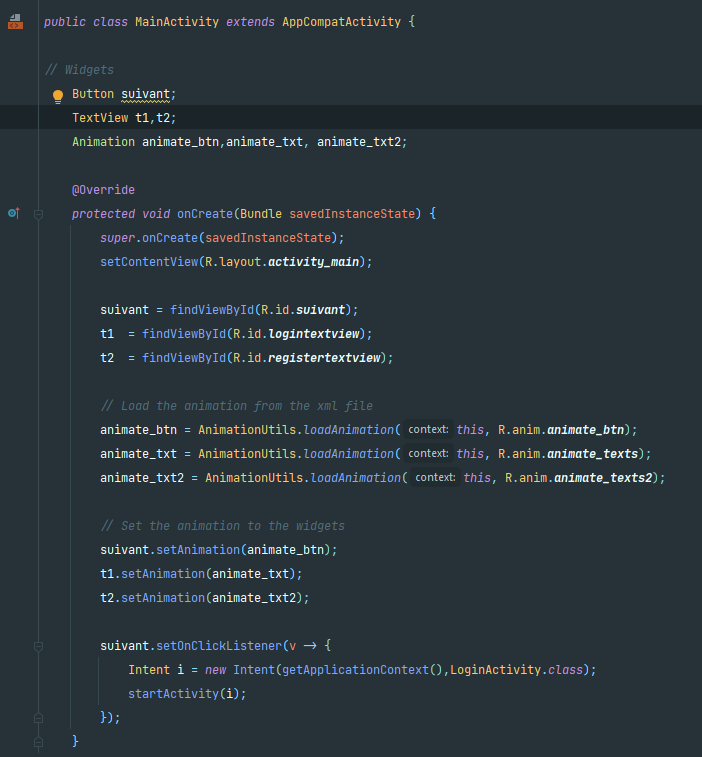 public class MainActivity extends AppCompatActivity {
// Widgets
Button suivant;
TextView t1,t2;
Animation animate_btn,animate_txt, animate_txt2;
@Override
protected void onCreate(Bundle savedInstanceState) {
super.onCreate(savedInstanceState);
setContentView(R.layout.activity_main);
suivant = findViewById(R.id.suivant);
t1  = findViewById(R.id.logintextview);
t2  = findViewById(R.id.registertextview);
// Load the animation from the xml file
animate_btn = AnimationUtils.loadAnimation( context: this, R.anim.animate_btn);
animate_txt = AnimationUtils.loadAnimation( context: this, R.anim.animate_texts);
animate_txt2 = AnimationUtils.loadAnimation( context: this, R.anim.animate_texts2);
// Set the animation to the widgets
suivant.setAnimation(animate_btn);
t1.setAnimation(animate_txt);
t2.setAnimation(animate_txt2);
suivant.setOnClickListener(v -> {
Intent i = new Intent(getApplicationContext(),LoginActivity.class);
startActivity(i);
});
}